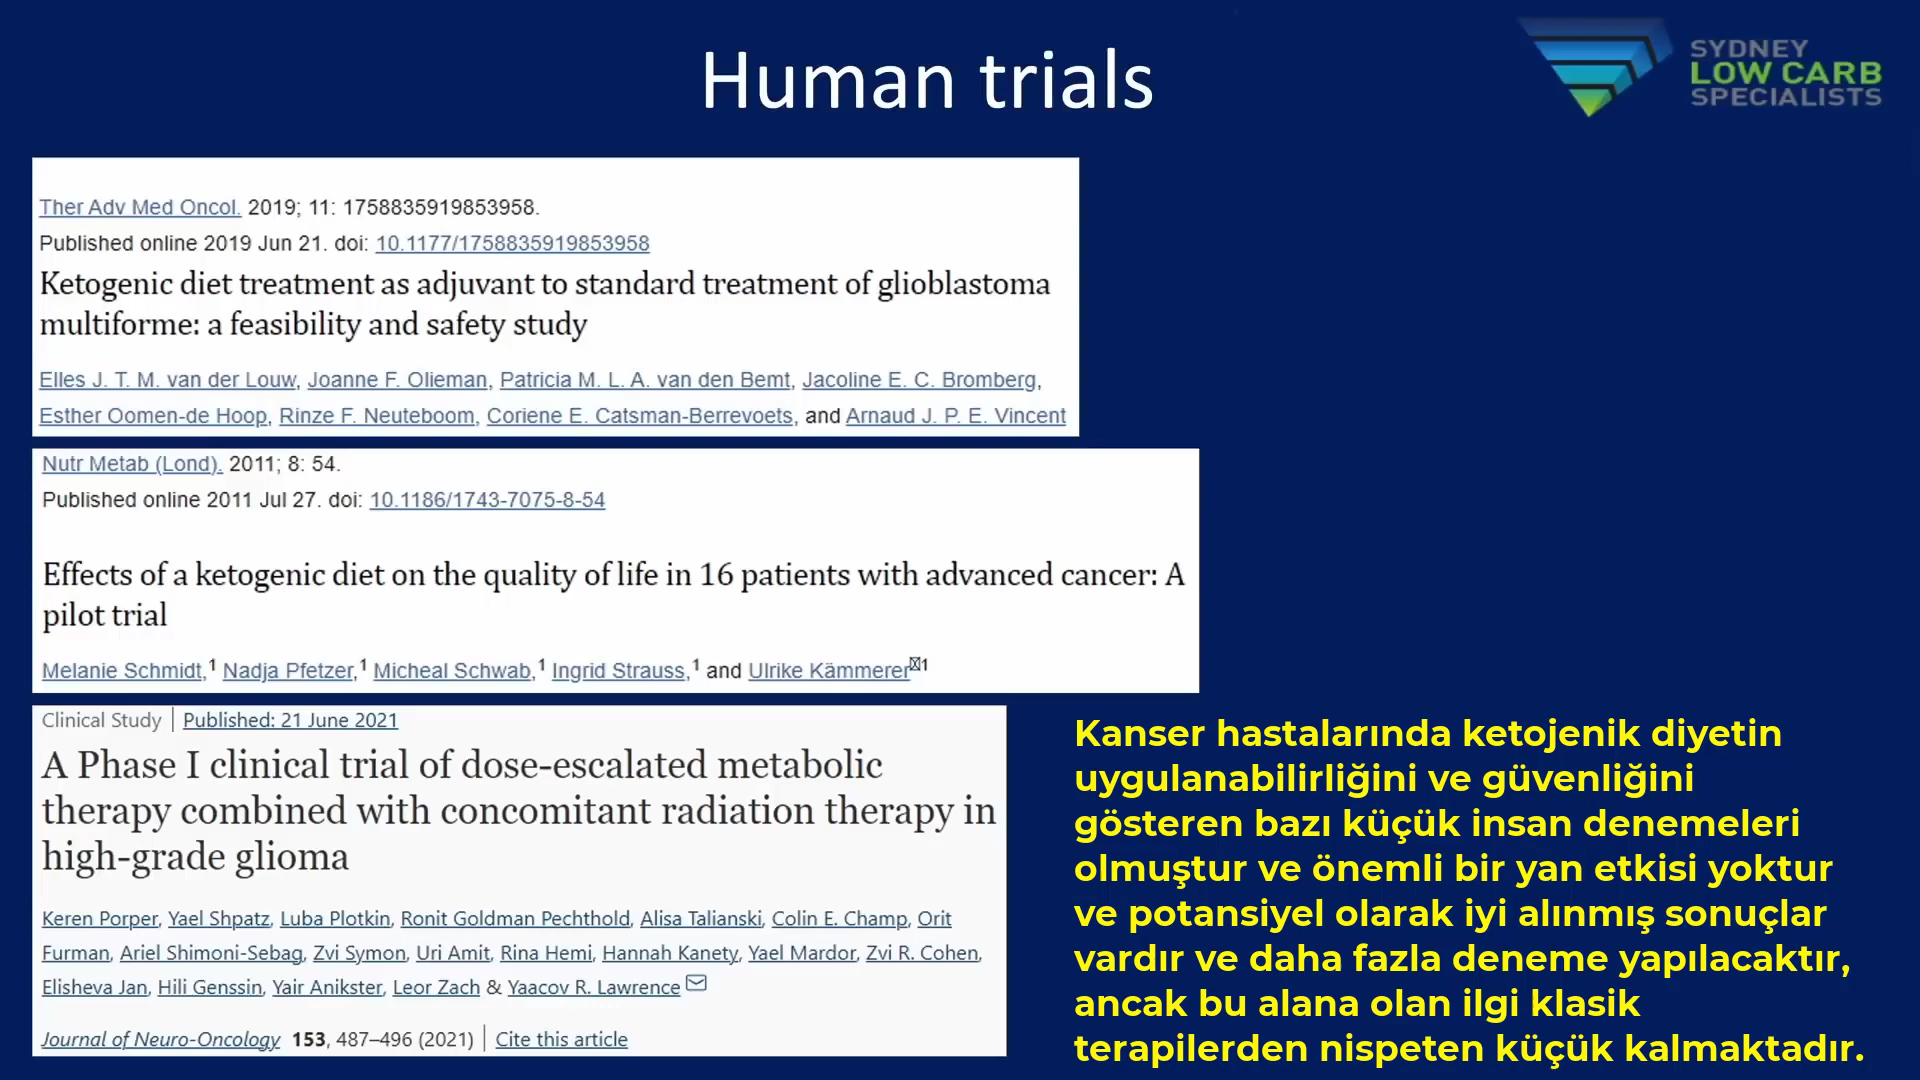 Human trials
SYDNEY
LOW CARB
SPECIALISTS
Ther Adv Med Oncol. 2019; 11: 1758835919853958.
Published online 2019 Jun 21. doi: 10.1177/1758835919853958
Ketogenic diet treatment as adjuvant to standard treatment of glioblastoma
multiforme: a feasibility and safety study
Elles J. T. M. van der Louw, Joanne F. Olieman, Patricia M. L. A. van den Bemt, Jacoline E. C. Bromberg,
Esther Oomen-de Hoop, Rinze F. Neuteboom, Coriene E. Catsman-Berrevoets, and Arnaud J. P. E. Vincent
Nutr Metab (Lond). 2011; 8: 54.
Published online 2011 Jul 27. doi: 10.1186/1743-7075-8-54
Effects of a ketogenic diet on the quality of life in 16 patients with advanced cancer: A
pilot trial
Melanie Schmidt,1 Nadja Pfetzer,1 Micheal Schwab,1 Ingrid Strauss,1 and Ulrike Kämmerer1
Clinical Study | Published: 21 June 2021
A Phase I clinical trial of dose-escalated metabolic
therapy combined with concomitant radiation therapy in
high-grade glioma
Keren Porper, Yael Shpatz, Luba Plotkin, Ronit Goldman Pechthold, Alisa Talianski, Colin E. Champ, Orit
Furman, Ariel Shimoni-Sebag, Zvi Symon, Uri Amit, Rina Hemi, Hannah Kanety, Yael Mardor, Zvi R. Cohen,
Elisheva Jan, Hili Genssin, Yair Anikster, Leor Zach & Yaacov R. Lawrence
Journal of Neuro-Oncology 153, 487–496 (2021) | Cite this article
Kanser hastalarında ketojenik diyetin
uygulanabilirliğini ve güvenliğini
gösteren bazı küçük insan denemeleri
olmuştur ve önemli bir yan etkisi yoktur
ve potansiyel olarak iyi alınmış sonuçlar
vardır ve daha fazla deneme yapılacaktır,
ancak bu alana olan ilgi klasik
terapilerden nispeten küçük kalmaktadır.